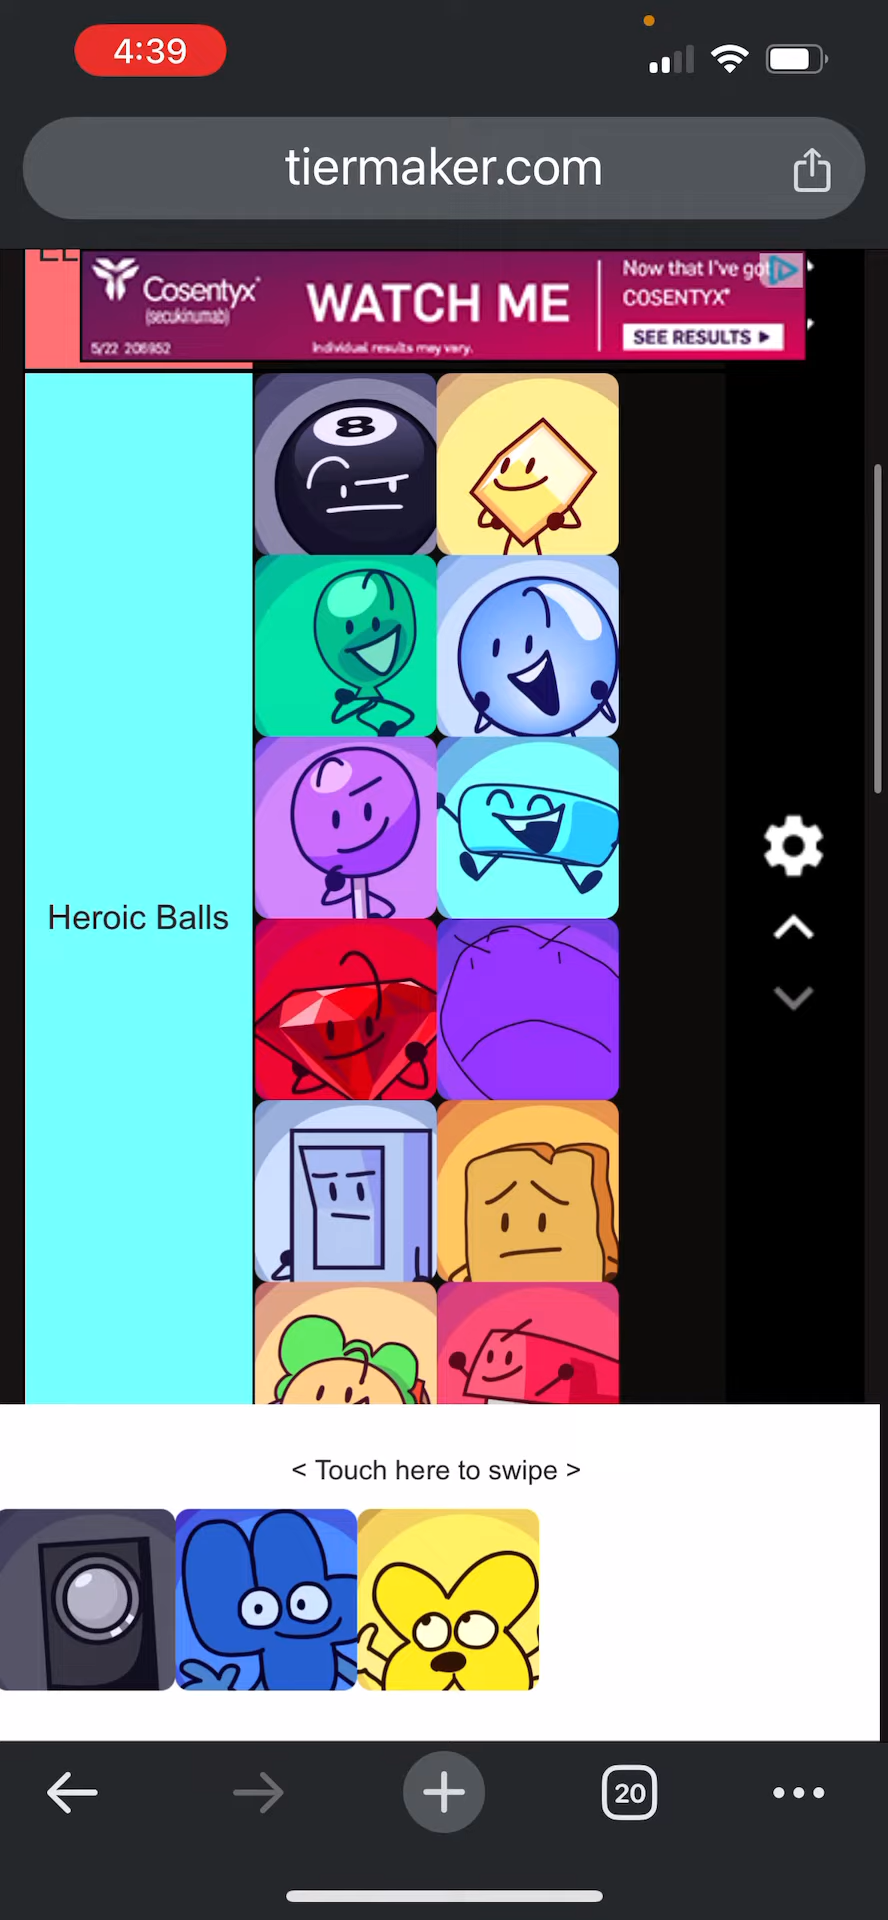 4:39
tiermaker.com
Cosentyx
(secukinumab)
5/22 206952
WATCH ME
Individual results may vary.
Now that I've got
COSENTYX
SEE RESULTS
8
Heroic Balls
< Touch here to swipe >
20